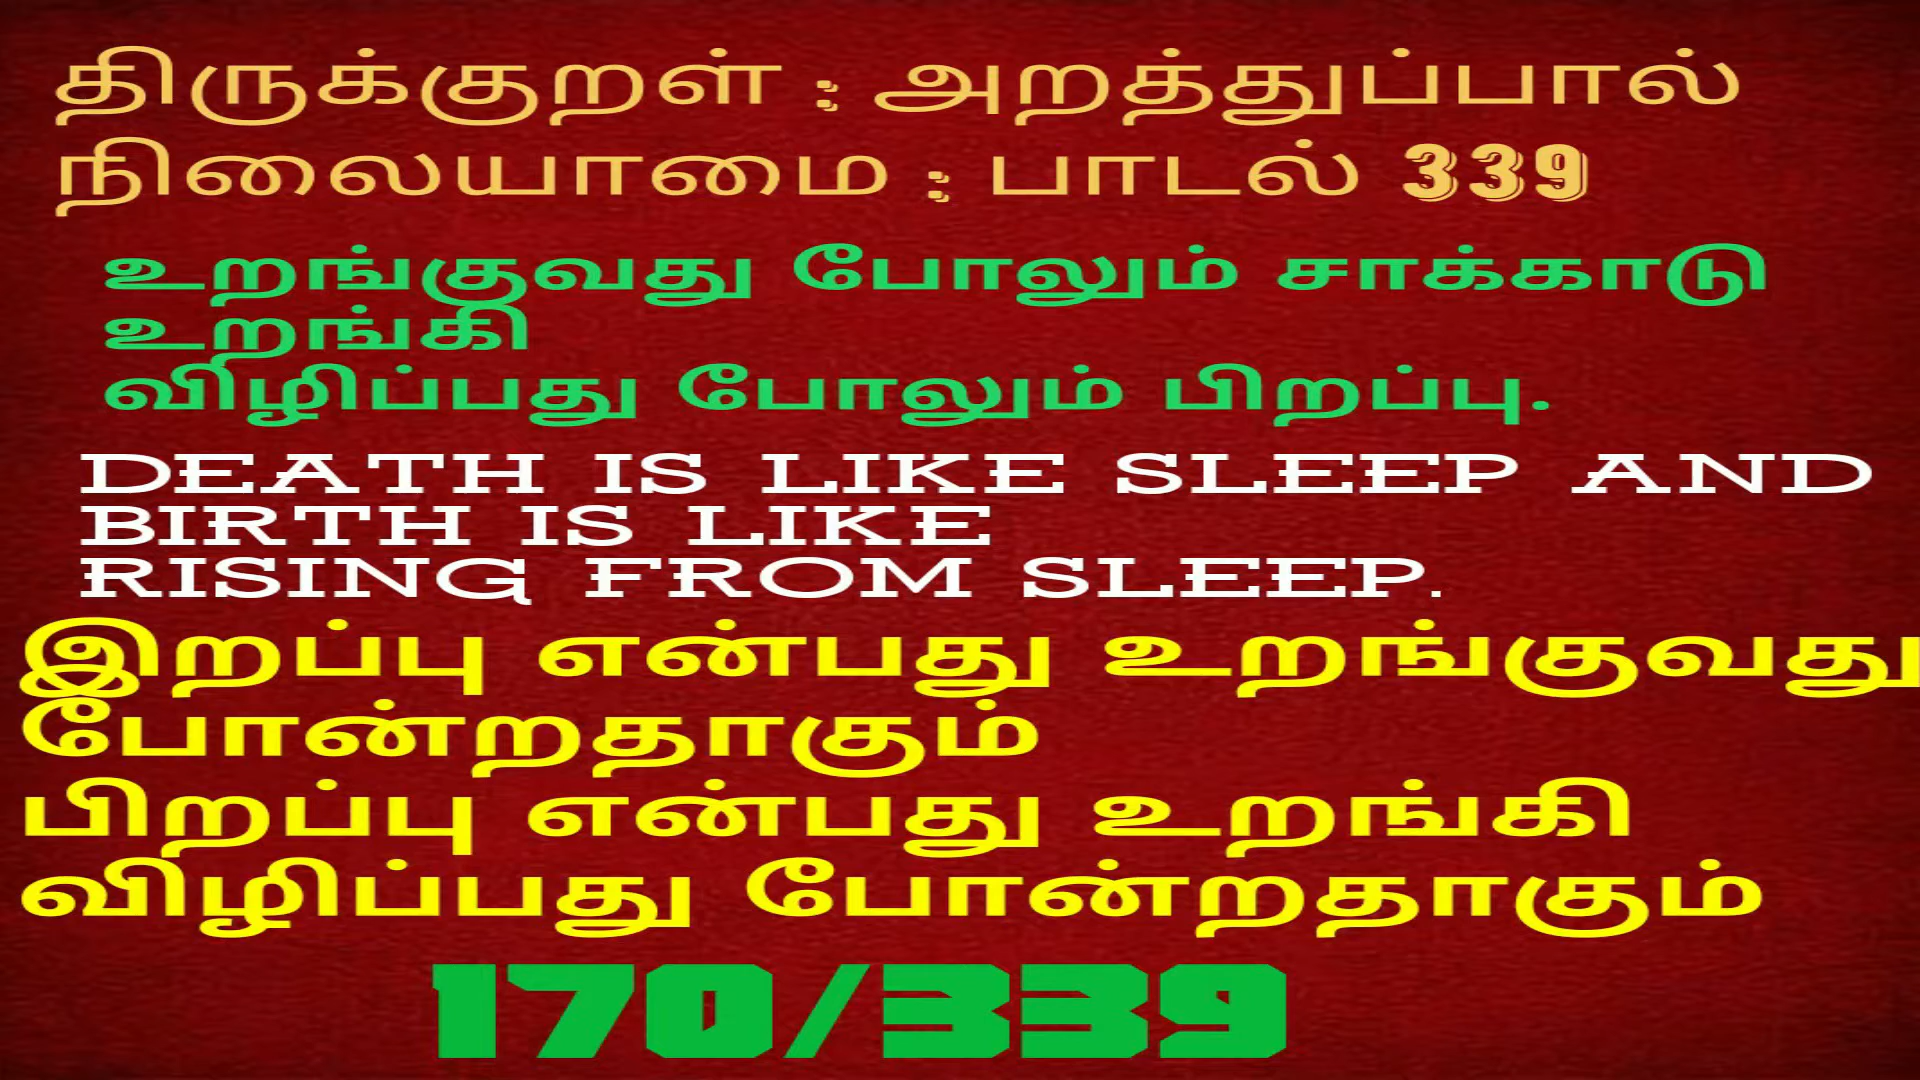 திருக்குறள் : அறத்துப்பால்
நிலையாமை : பாடல் 339
உறங்குவது போலும் சாக்காடு
உறங்கி
விழிப்பது போலும் பிறப்பு.
DEATH IS LIKE SLEEP AND
BIRTH IS LIKE
RISING FROM SLEEP.
இறப்பு என்பது உறங்குவது
போன்றதாகும்
பிறப்பு என்பது உறங்கி
விழிப்பது போன்றதாகும்
170/339